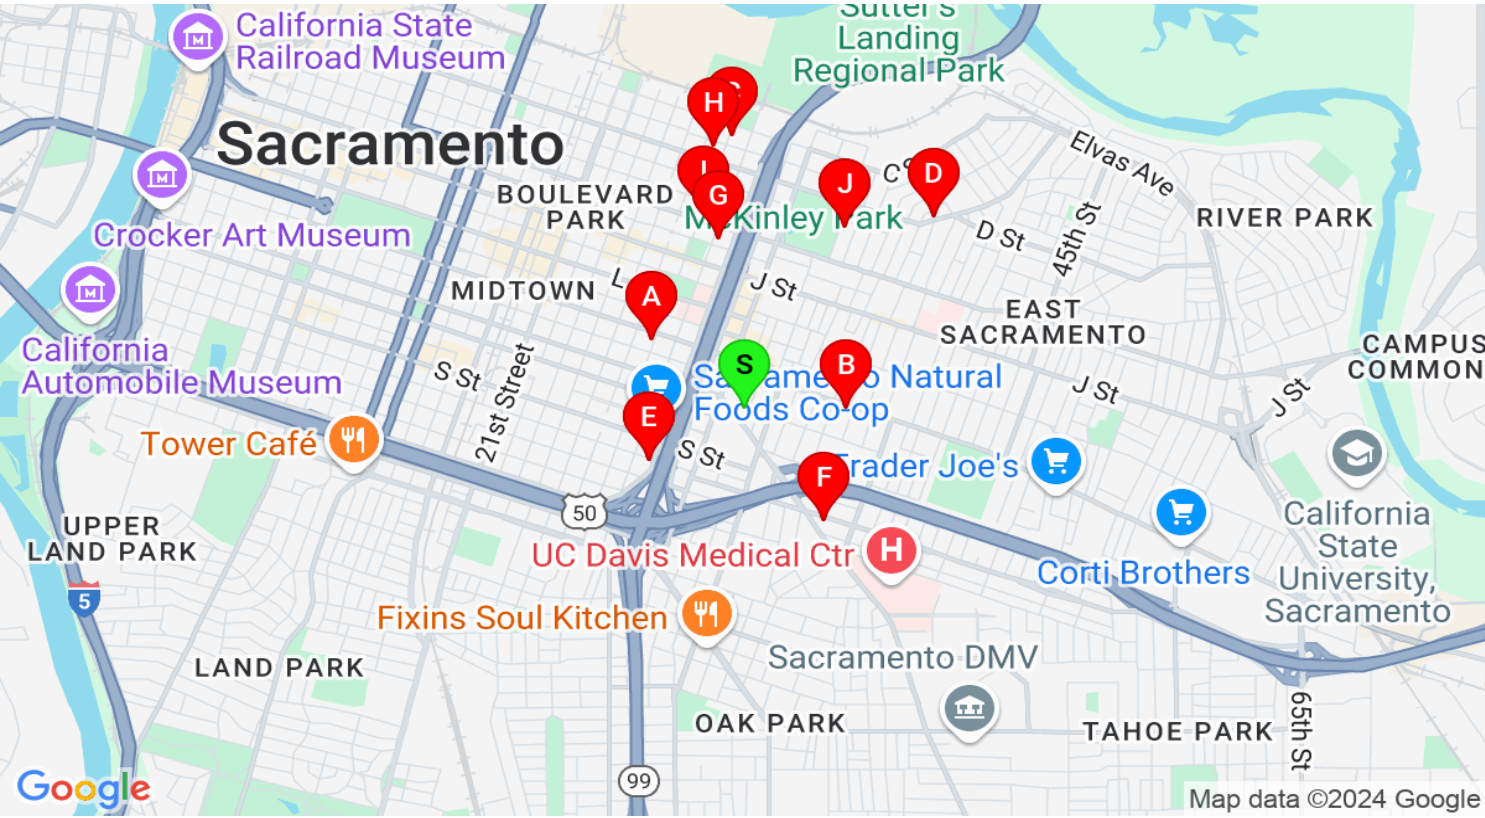 California State
Railroad Museum
Sutter's
Landing
Regional Park
H
Sacramento
Elvas Ave
C
D
J
G
BOULEVARD
PARK
McKinley Park
RIVER PARK
Crocker Art Museum
D St
45th St
MIDTOWN
L
A
J St
EAST
SACRAMENTO
California
Automobile Museum
S St
21st Street
S
B
Sacramento Natural
Foods Co-op
CAMPUS
COMMON
J St
J St
Tower Café
E
S St
F
Trader Joe's
50
UPPER
LAND PARK
UC Davis Medical Ctr
H
California
State
University,
Sacramento
Corti Brothers
5
Fixins Soul Kitchen
LAND PARK
Sacramento DMV
OAK PARK
TAHOE PARK
65th St
99
Google
Map data ©2024 Google